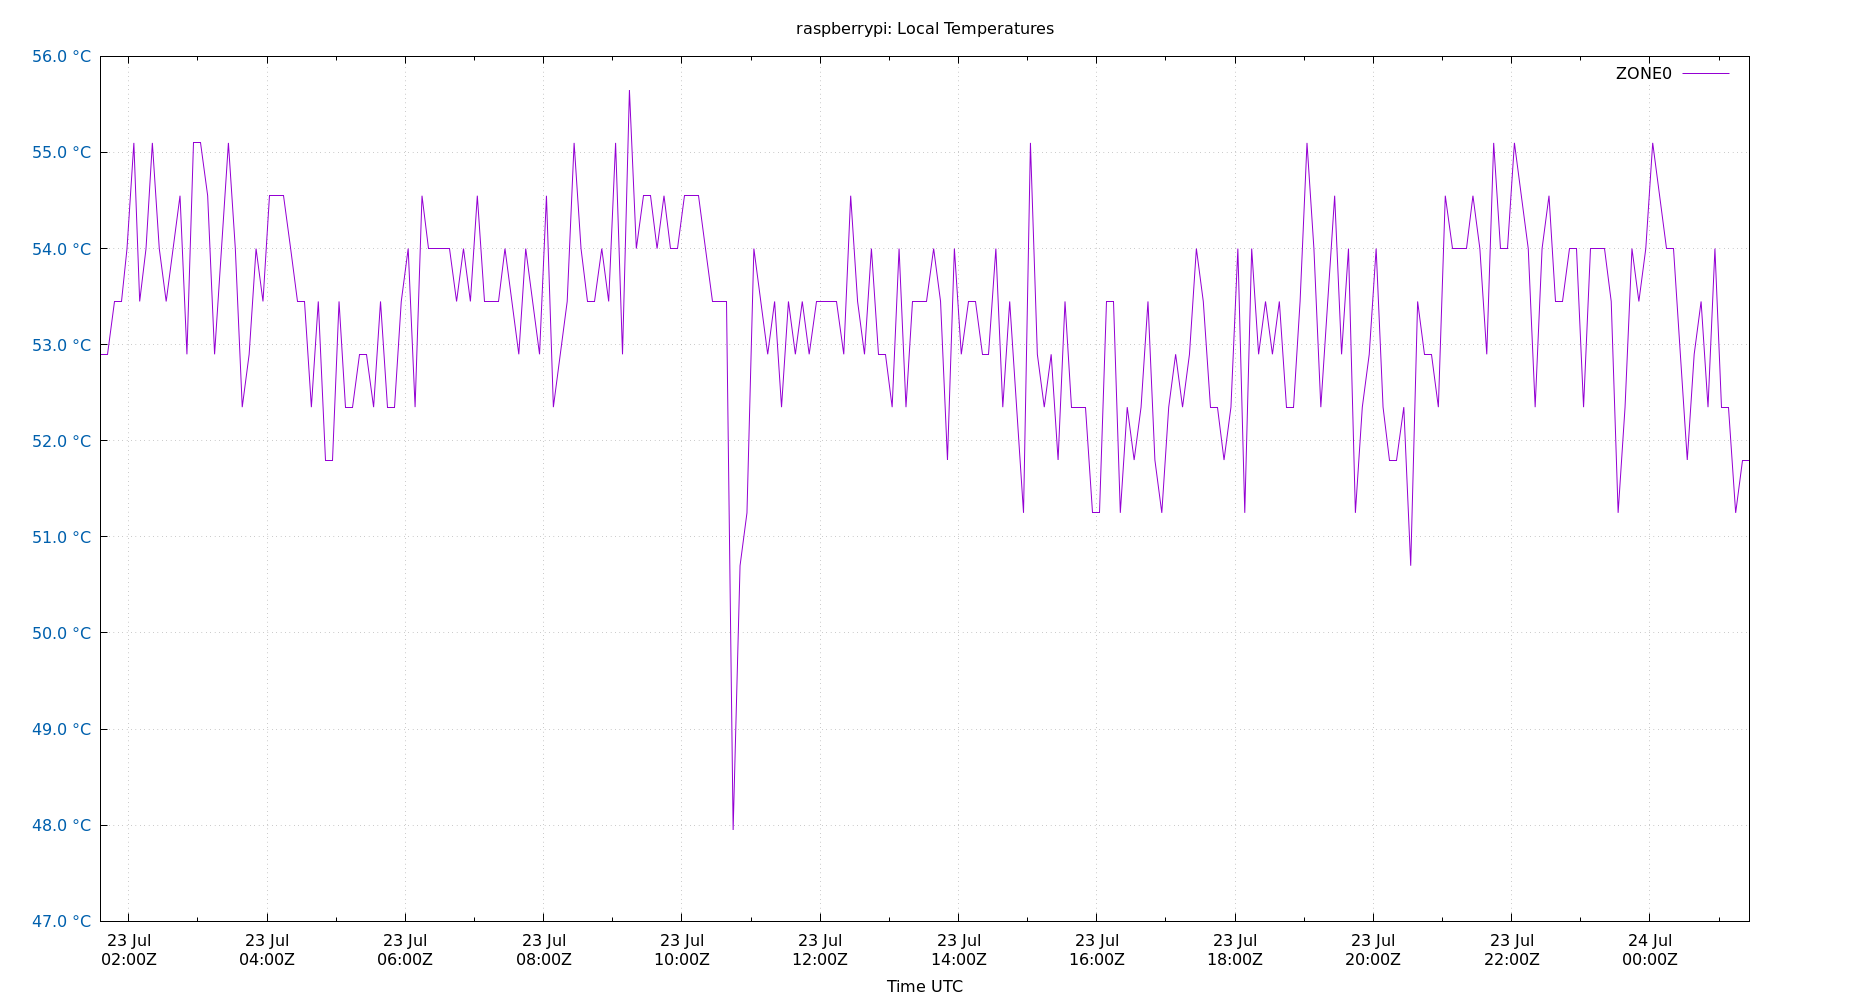 raspberrypi: Local Temperatures
56.0 °C
ZONE0
55.0 °C
54.0 °C
53.0 °C
52.0 °C
51.0 °C
50.0 °C
49.0 °C
48.0 °C
47.0 °C
23 Jul 23 Jul 23 Jul 23 Jul 23 Jul 23 Jul 23 Jul 23 Jul 23 Jul 23 Jul 23 Jul 24 Jul
02:00Z 04:00Z 06:00Z 08:00Z 10:00Z 12:00Z 14:00Z 16:00Z 18:00Z 20:00Z 22:00Z 00:00Z
Time UTC